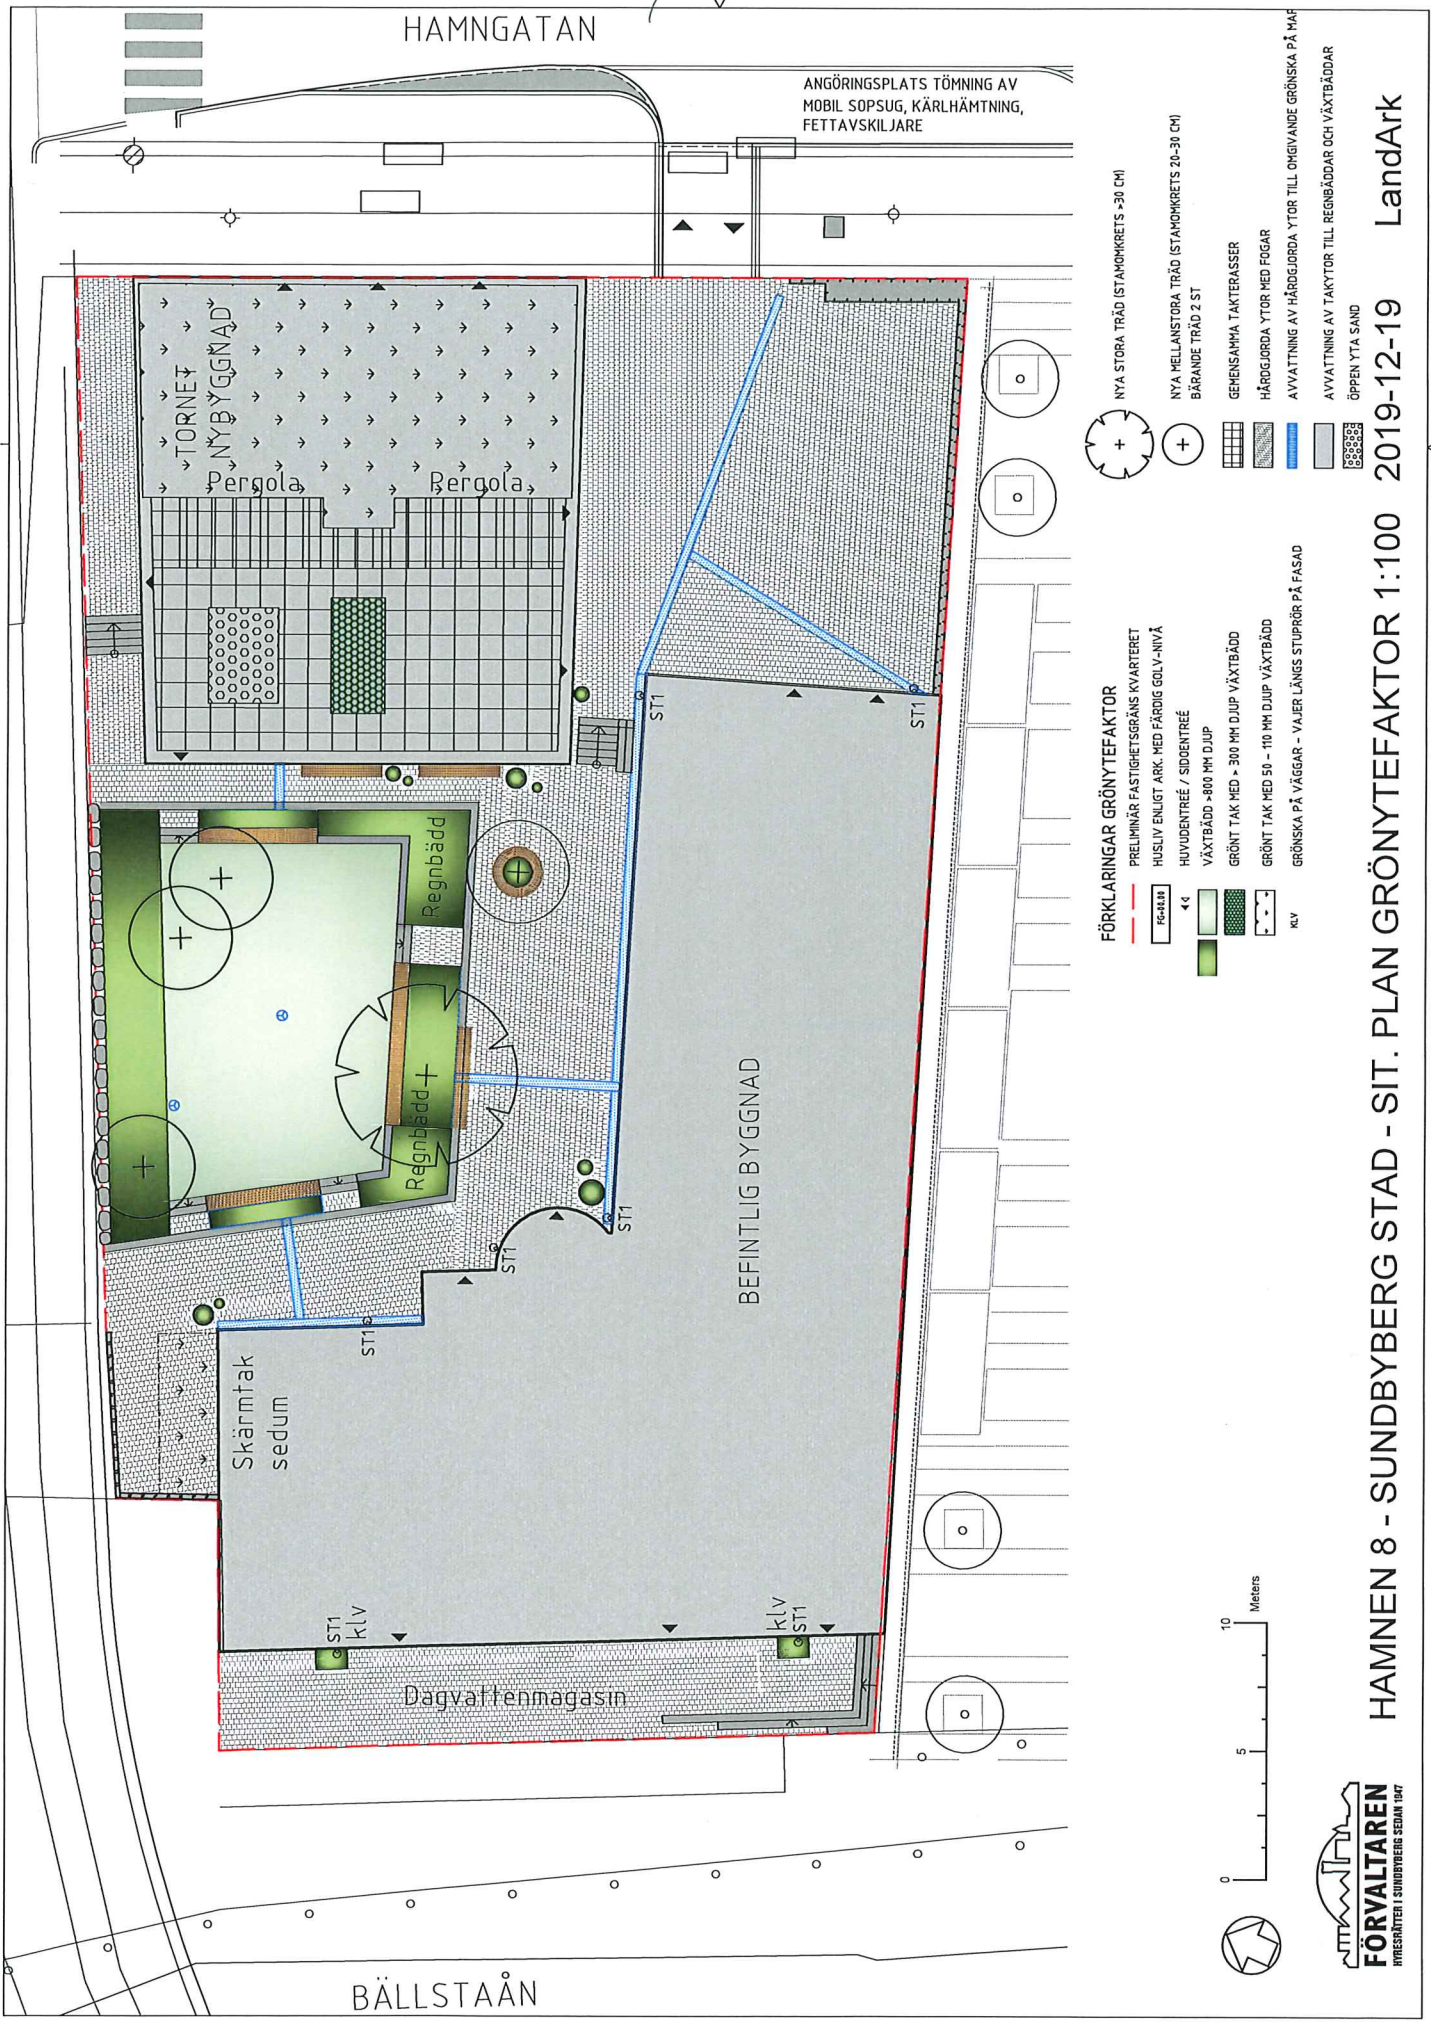 HAMNGATAN
ANGÖRINGSPLATS TÖMNING AV
MOBIL SOPSUG, KÄRLHÄMTNING,
FETTAVSKILJARE
TORNET
NYBYGGNAD
Pergola
Pergola
Regnbädd
Regnbädd
ST1
ST1
ST1
ST1
ST1
BEFINTLIG BYGGNAD
Skärmtak
sedum
ST1
klv
klv
ST1
Dagvattenmagasin
BÄLLSTAÅN
FÖRKLARINGAR GRÖNYTEFAKTOR
PRELIMINÄR FASTIGHETSGRÄNS KVARTERET
FG+00.00
HUSLIV ENLIGT ARK. MED FÄRDIG GOLV-NIVÅ
HUVUDENTREÉ / SIDOENTREÉ
VÄXTBÄDD >800 MM DJUP
GRÖNT TAK MED > 300 MM DJUP VÄXTBÄDD
GRÖNT TAK MED 50 - 110 MM DJUP VÄXTBÄDD
KLV
GRÖNSKA PÅ VÄGGAR - VAJER LÄNGS STUPRÖR PÅ FASAD
NYA STORA TRÄD (STAMOMKRETS >30 CM)
NYA MELLANSTORA TRÄD (STAMOMKRETS 20-30 CM)
BÄRANDE TRÄD 2 ST
GEMENSAMMA TAKTERASSER
HÅRDGJORDA YTOR MED FOGAR
AVVATTNING AV HÅRDGJORDA YTOR TILL OMGIVANDE GRÖNSKA PÅ MAR
AVVATTNING AV TAKYTOR TILL REGNBÄDDAR OCH VÄXTBÄDDAR
ÖPPEN YTA SAND
0
5
10
Meters
FÖRVALTAREN
HYRESRÄTTER I SUNDBYBERG SEDAN 1947
HAMNEN 8 - SUNDBYBERG STAD - SIT. PLAN GRÖNYTEFAKTOR 1:100 2019-12-19 LandArk